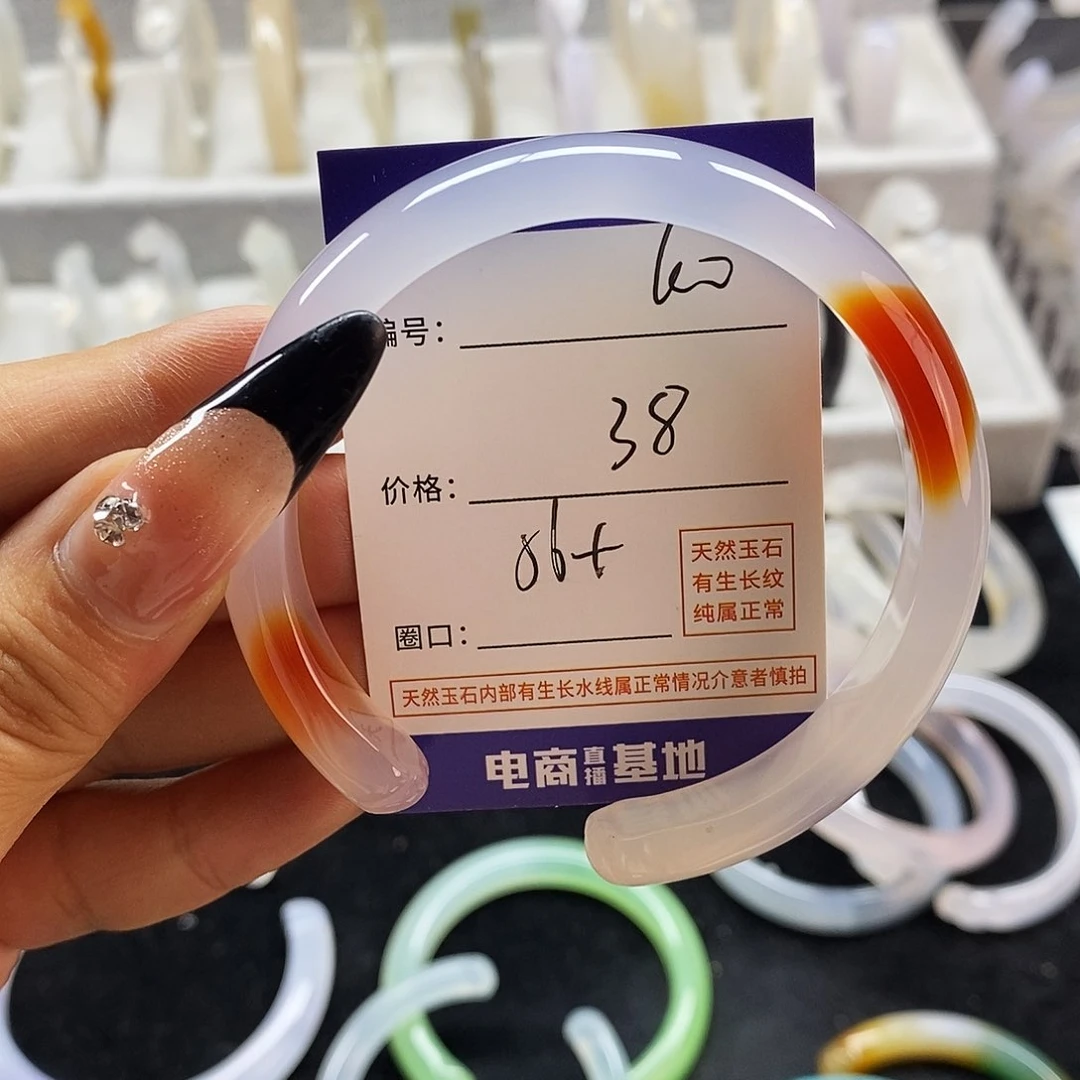 编号：
价格： 38
圈口： 56+
天然玉石
有生长纹
纯属正常
天然玉石内部有生长水线属正常情况介意者慎拍
电商直播基地